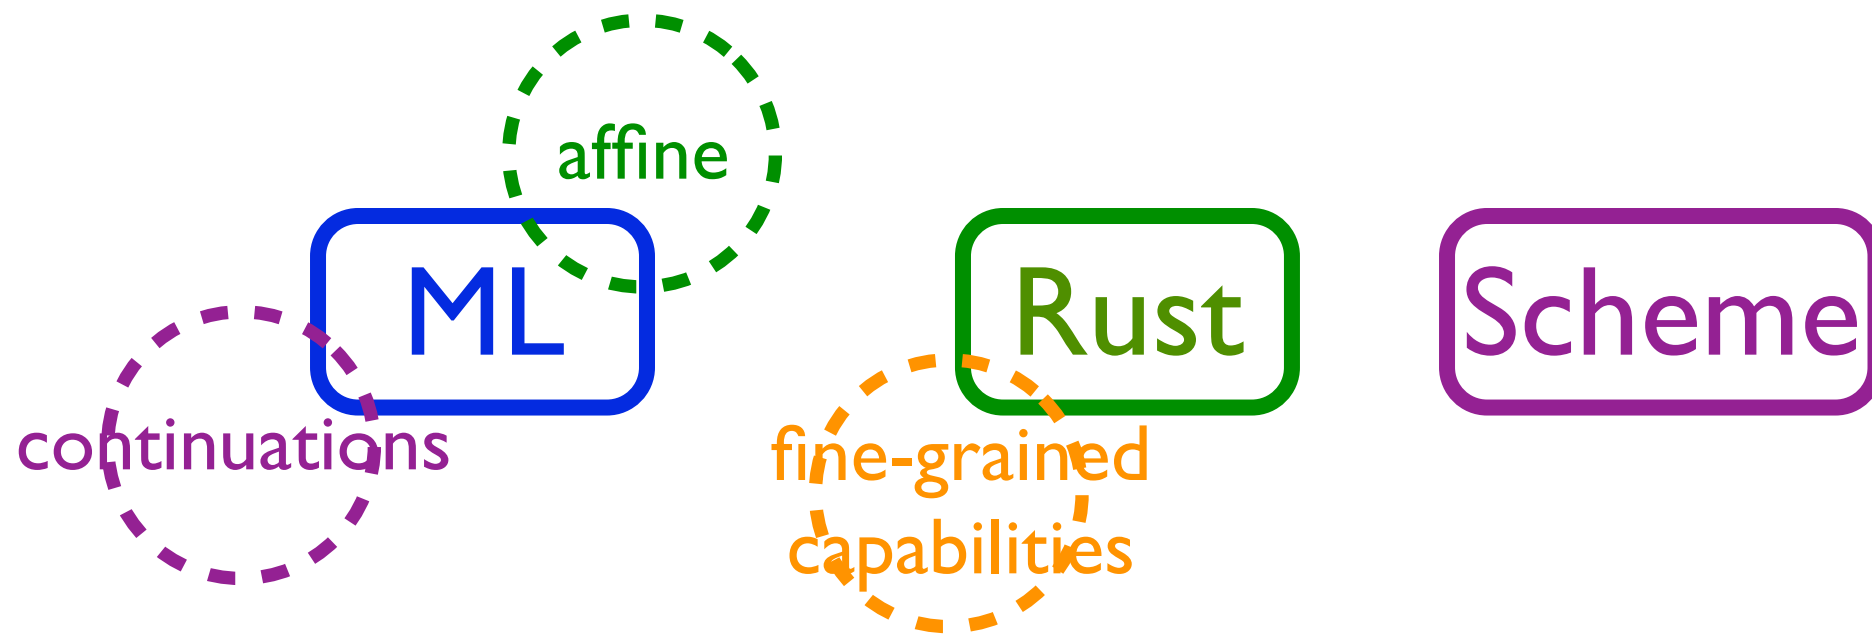 affine
ML
Rust
Scheme
continuations
fine-grained
capabilities